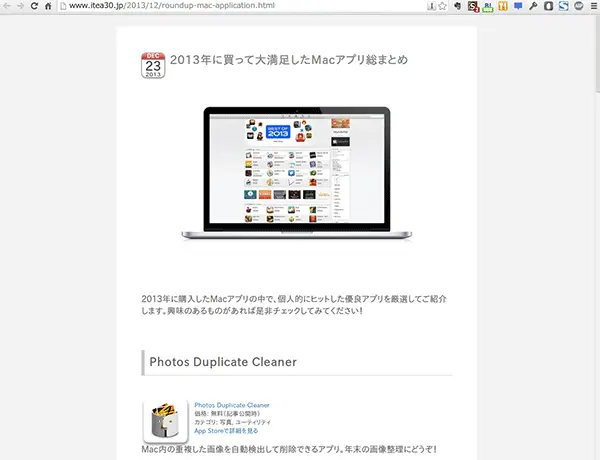 www.itea30.jp/2013/12/roundup-mac-application.html
DEC
23
2013
2013年に買って大満足したMacアプリ総まとめ
BEST OF
2013
2013年に購入したMacアプリの中で、個人的にヒットした優良アプリを厳選してご紹介
します。興味のあるものがあれば是非チェックしてみてください!
Photos Duplicate Cleaner
Photos Duplicate Cleaner
価格: 無料(記事公開時)
カテゴリ: 写真, ユーティリティ
App Storeで詳細を見る
Mac内の重複した画像を自動検出して削除できるアプリ。年末の画像整理にどうぞ!